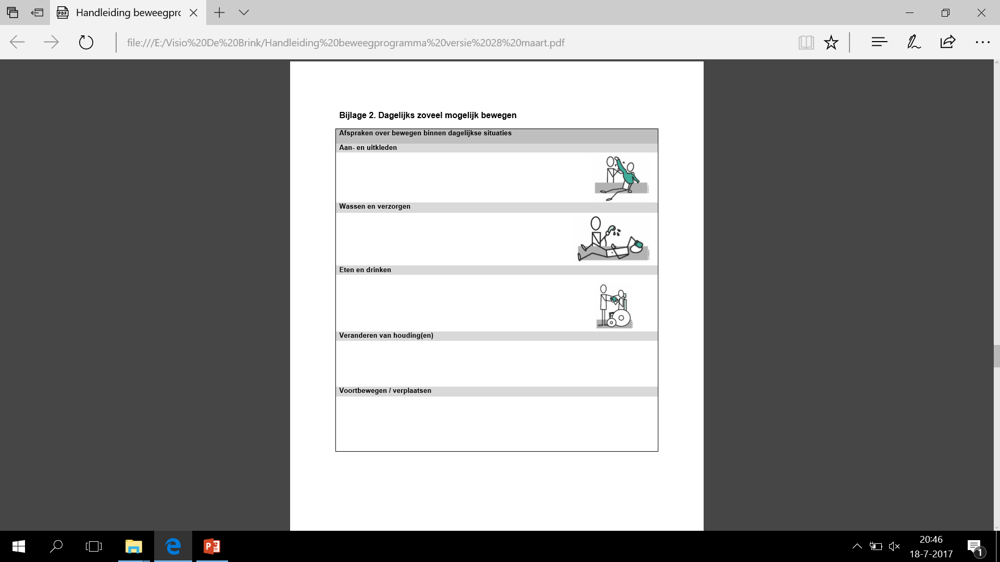 Handleiding beweegpro
file:///E:/Visio%20De%20Brink/Handleiding%20beweegprogramma%20versie%2028%20maart.pdf
Bijlage 2. Dagelijks zoveel mogelijk bewegen
Afspraken over bewegen binnen dagelijkse situaties
Aan- en uitkleden
Wassen en verzorgen
Eten en drinken
Veranderen van houding(en)
Voortbewegen / verplaatsen
20:46
18-7-2017
1